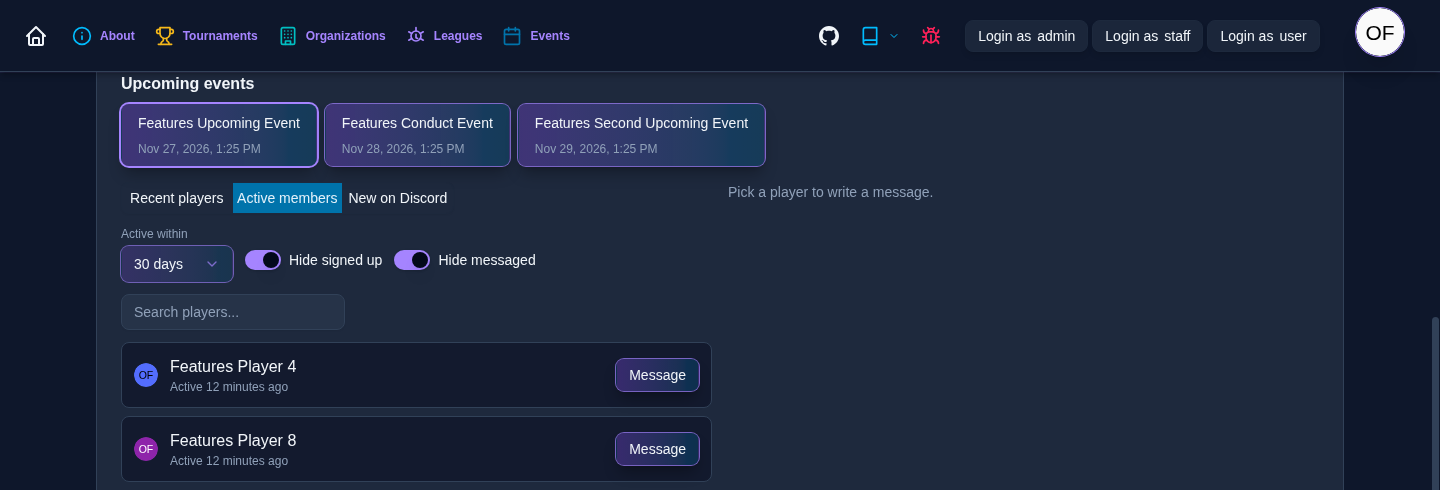 About Tournaments Organizations Leagues Events Login as admin Login as staff Login as user OF
Upcoming events
Features Upcoming Event Features Conduct Event Features Second Upcoming Event
Nov 27, 2026, 1:25 PM Nov 28, 2026, 1:25 PM Nov 29, 2026, 1:25 PM
Recent players Active members New on Discord Pick a player to write a message.
Active within
30 days Hide signed up Hide messaged
Search players...
OF Features Player 4 Message
Active 12 minutes ago
OF Features Player 8 Message
Active 12 minutes ago